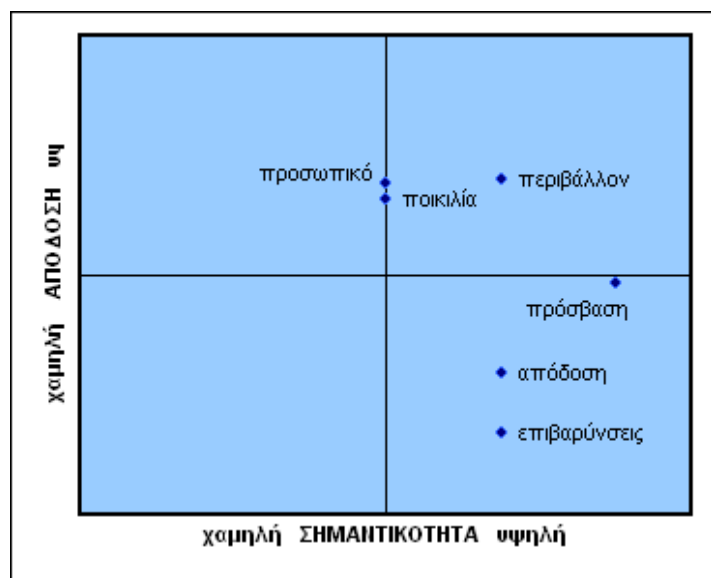 προσωπικό
περιβάλλον
ποικιλία
πρόσβαση
απόδοση
επιβαρύνσεις
χαμηλή ΑΠΟΔΟΣΗ υψ
χαμηλή ΣΗΜΑΝΤΙΚΟΤΗΤΑ υψηλή